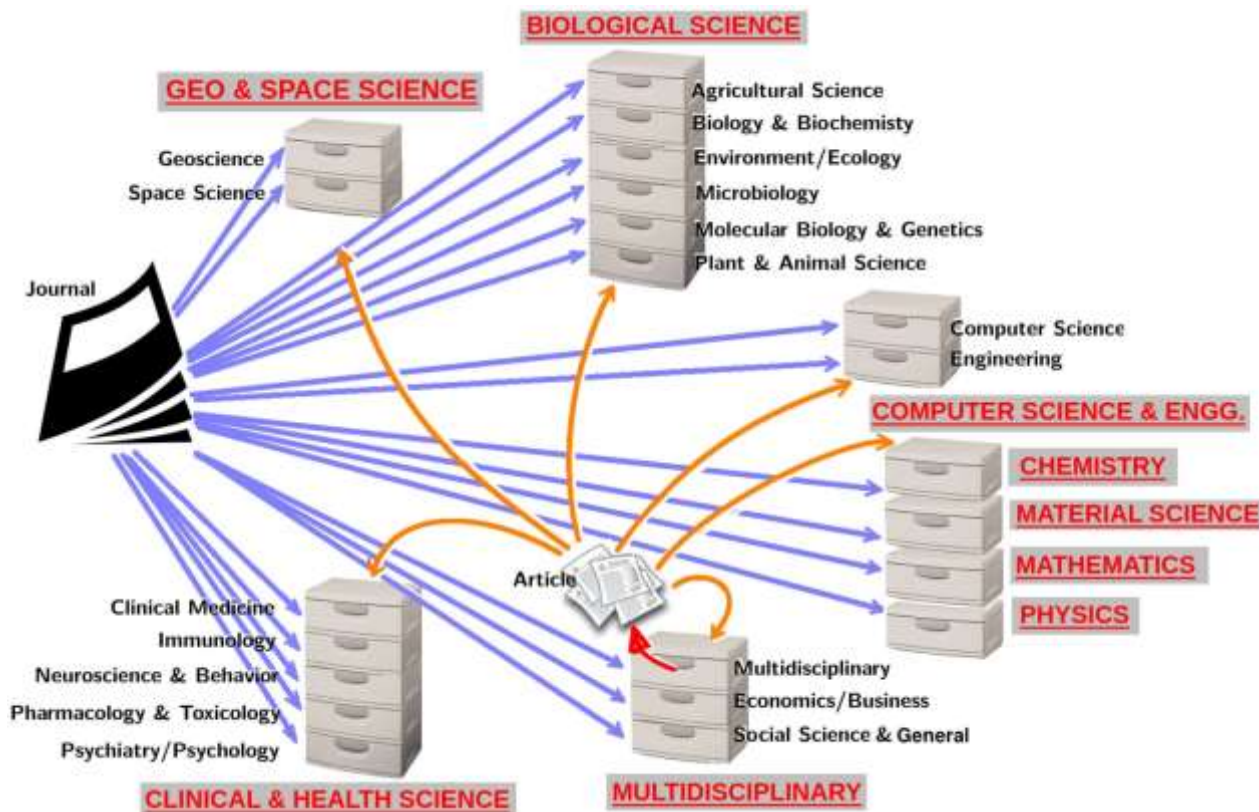 BIOLOGICAL SCIENCE
GEO & SPACE SCIENCE
Agricultural Science
Biology & Biochemisty
Environment/Ecology
Microbiology
Molecular Biology & Genetics
Plant & Animal Science
Geoscience
Space Science
Journal
Computer Science
Engineering
COMPUTER SCIENCE & ENGG.
CHEMISTRY
MATERIAL SCIENCE
MATHEMATICS
PHYSICS
Article
Clinical Medicine
Immunology
Neuroscience & Behavior
Pharmacology & Toxicology
Psychiatry/Psychology
CLINICAL & HEALTH SCIENCE
Multidisciplinary
Economics/Business
Social Science & General
MULTIDISCIPLINARY